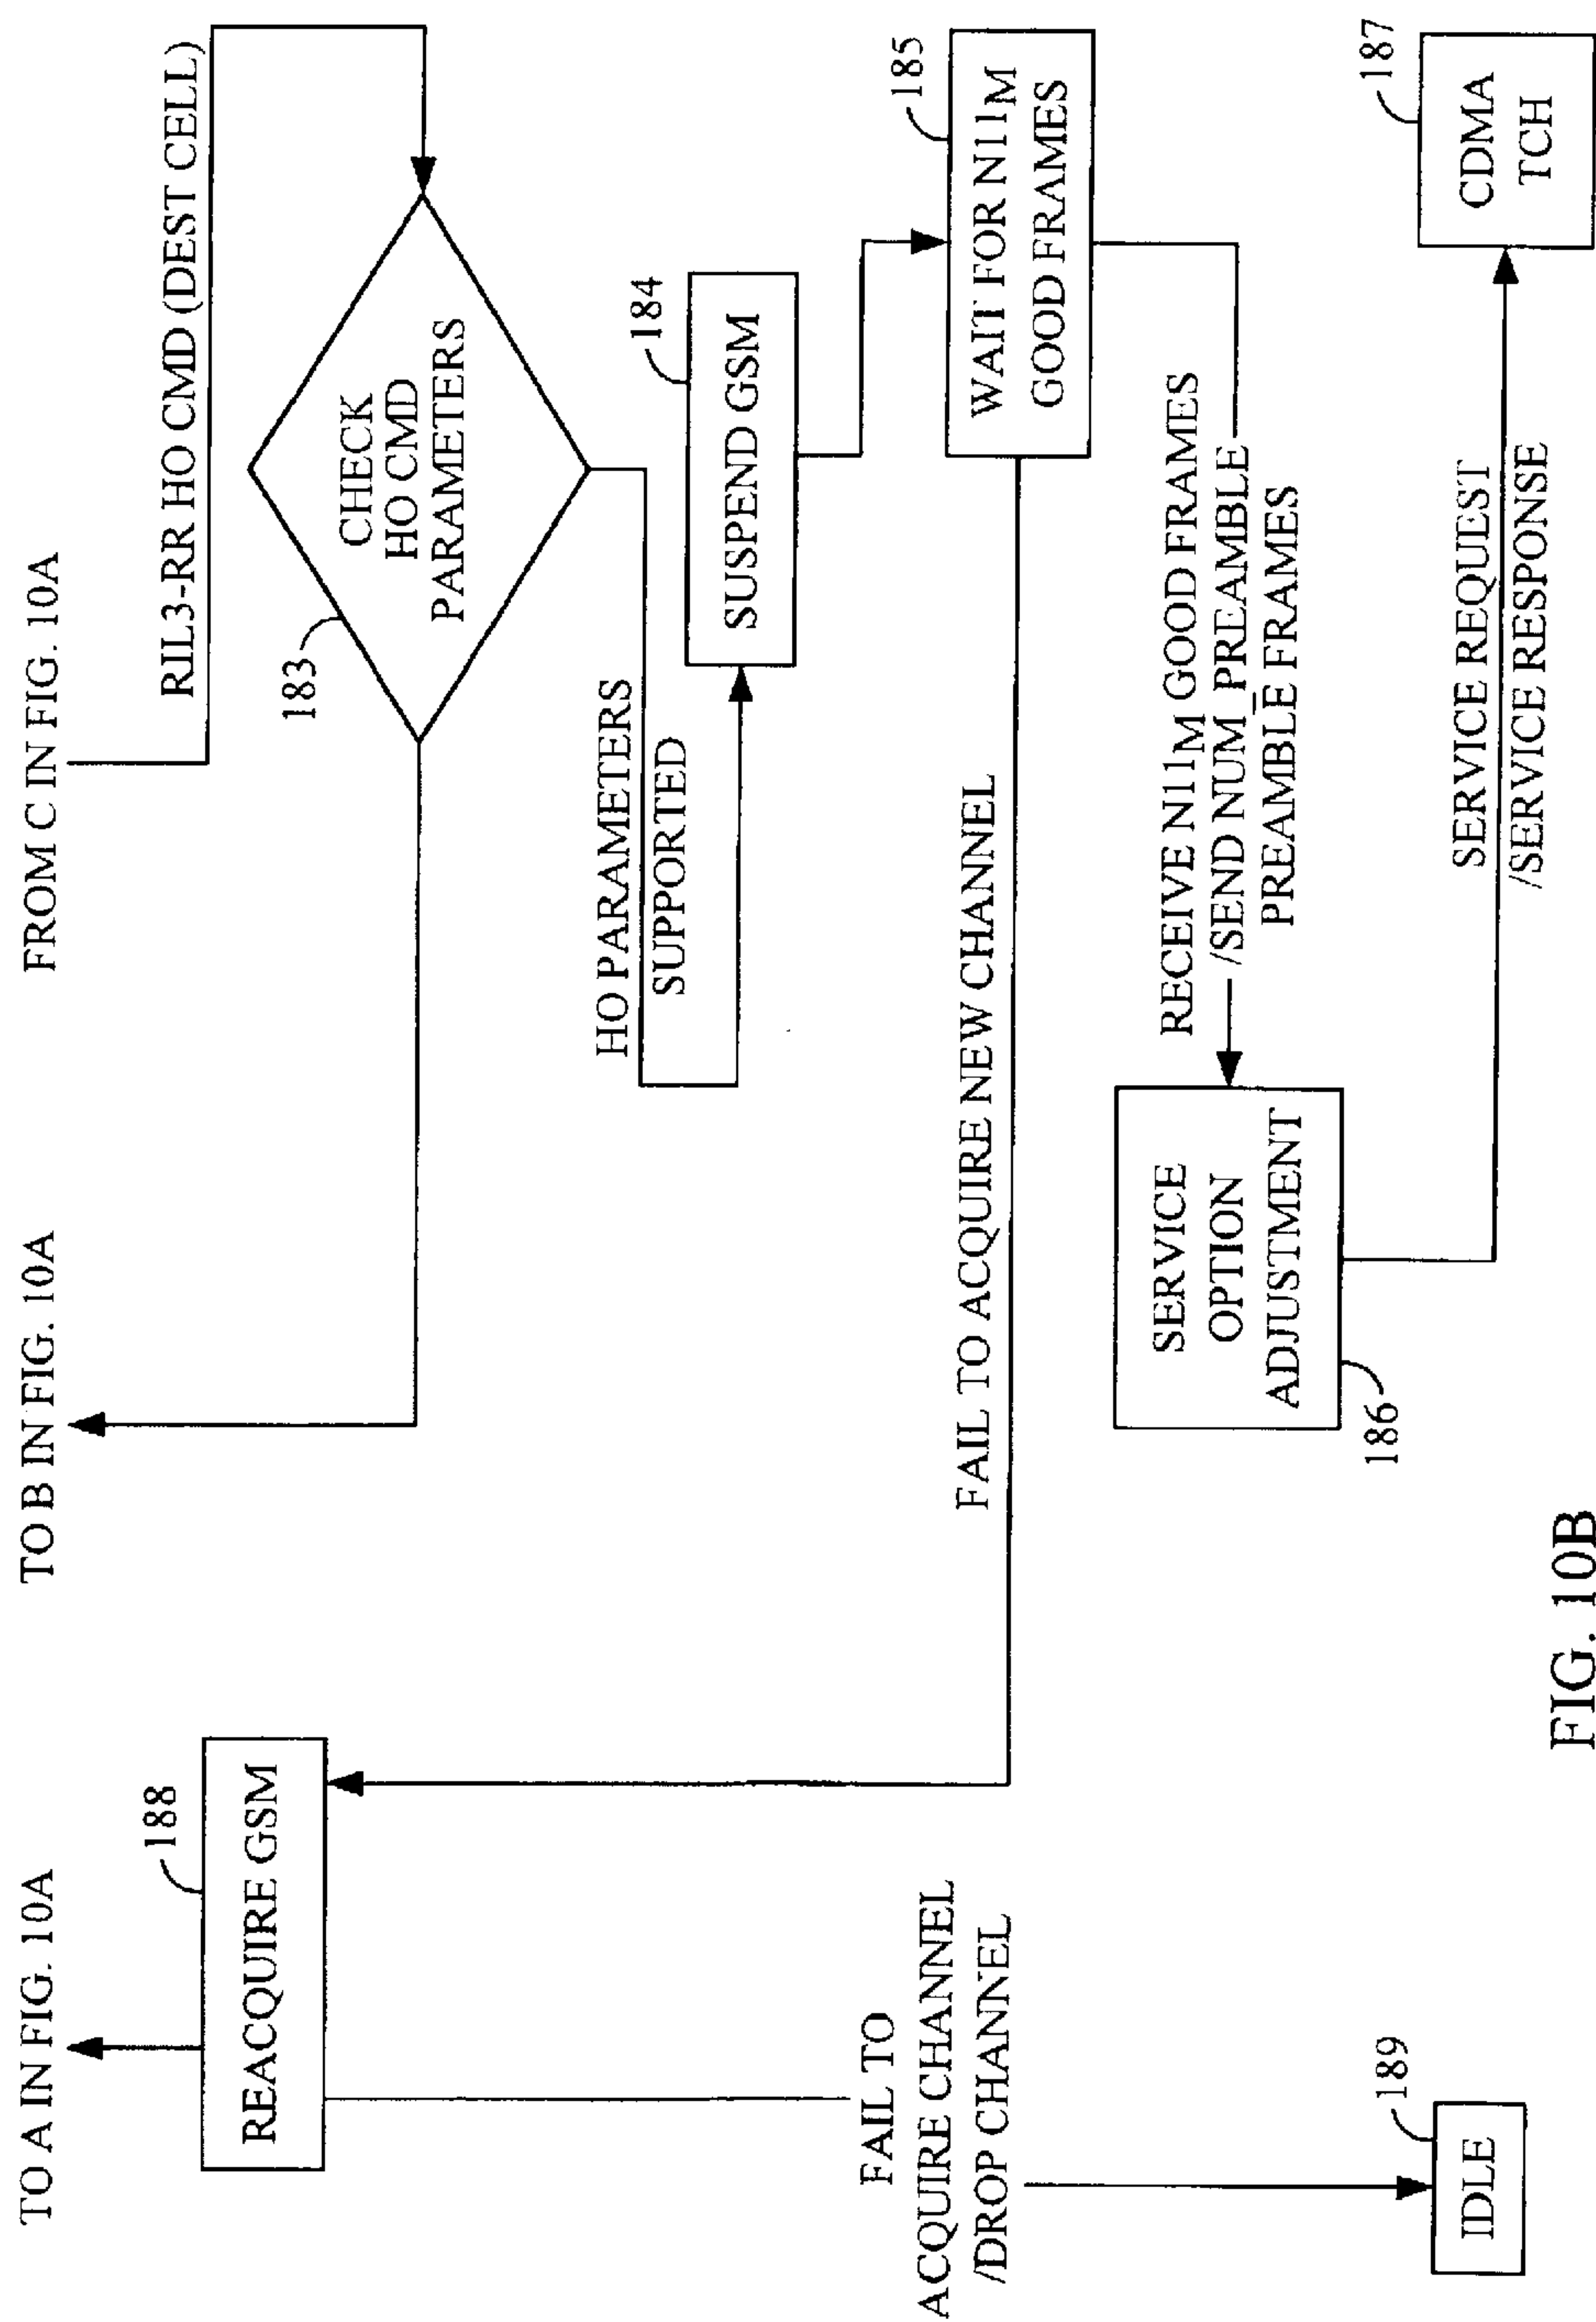 TO A IN FIG. 10A
TO B IN FIG. 10A
FROM C IN FIG. 10A
RIL3-RR HO CMD (DEST CELL)
188
REACQUIRE GSM
183
CHECK
HO CMD
PARAMETERS
HO PARAMETERS
SUPPORTED
184
SUSPEND GSM
FAIL TO
ACQUIRE CHANNEL
/DROP CHANNEL
FAIL TO ACQUIRE NEW CHANNEL
185
WAIT FOR N11M
GOOD FRAMES
RECEIVE N11M GOOD FRAMES
/SEND NUM_PREAMBLE
PREAMBLE FRAMES
SERVICE
OPTION
ADJUSTMENT
186
189
IDLE
SERVICE REQUEST
/SERVICE RESPONSE
187
CDMA
TCH
FIG. 10B